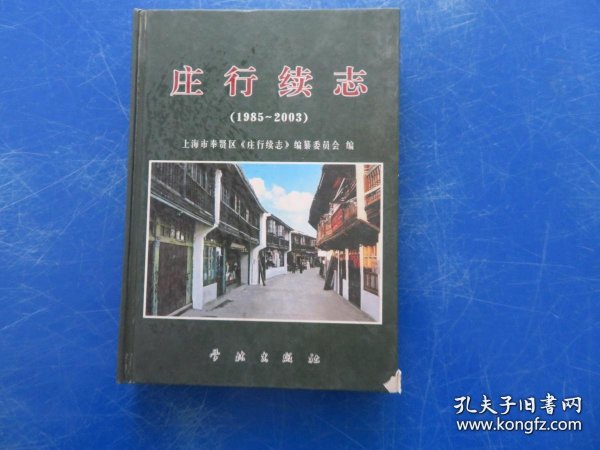 庄行续志
(1985~2003)
上海市奉贤区《庄行续志》编纂委员会 编
学林出版社
孔夫子旧书网
www.kongfz.com